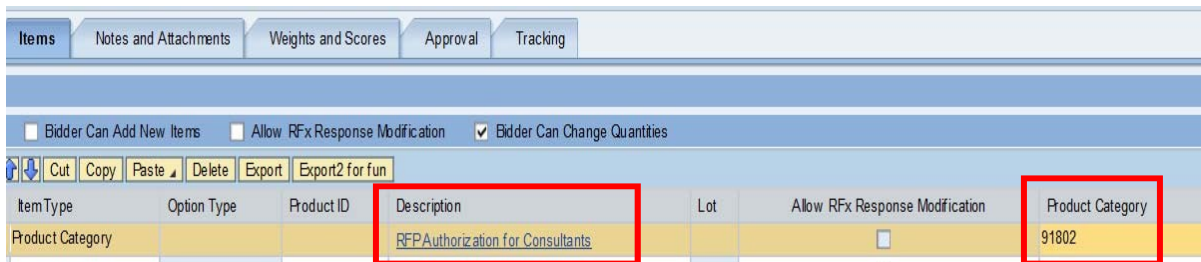 Items Notes and Attachments Weights and Scores Approval Tracking
Bidder Can Add New Items Allow RFx Response Modification Bidder Can Change Quantities
Cut Copy Paste Delete Export Export2 for fun
Item Type Option Type Product ID Description Lot Allow RFx Response Modification Product Category
Product Category RFP Authorization for Consultants 91802